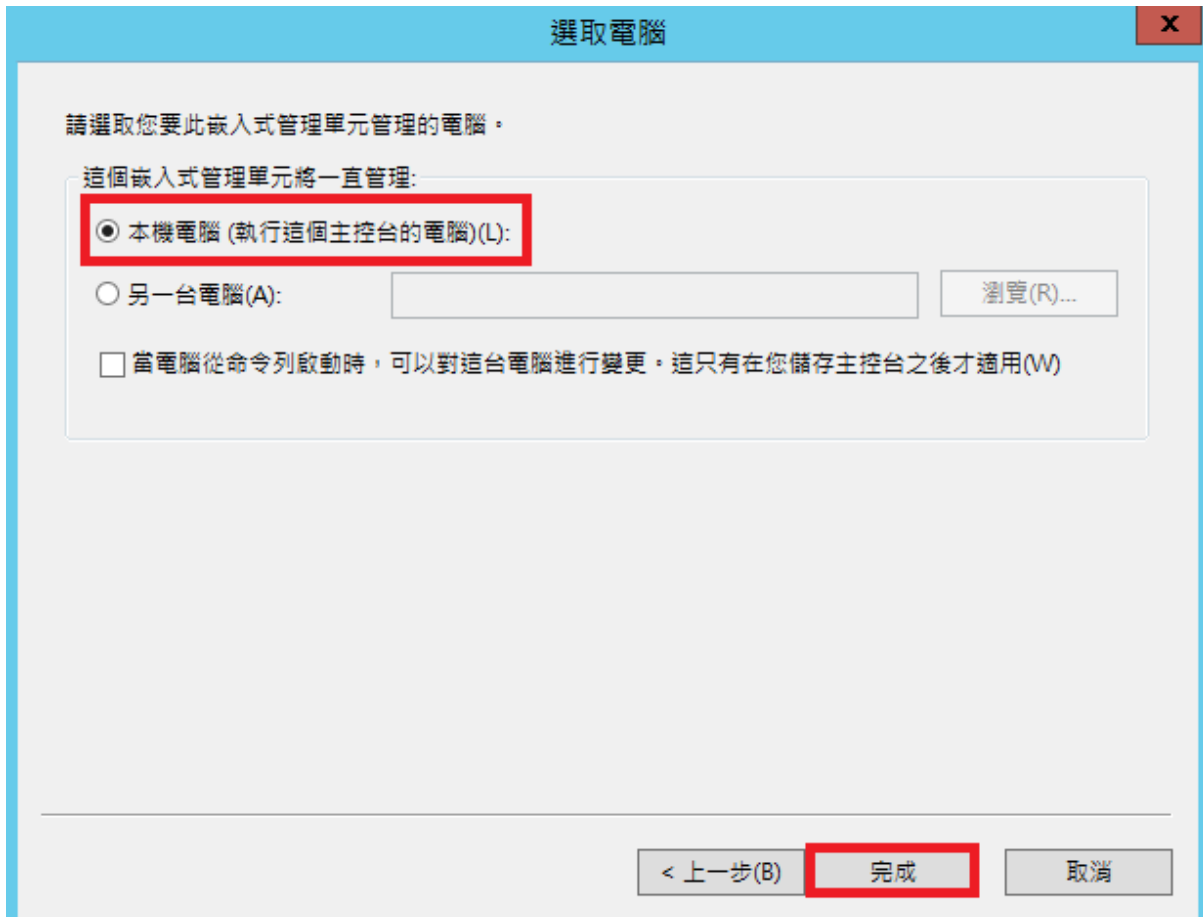 選取電腦
x
請選取您要此嵌入式管理單元管理的電腦。
這個嵌入式管理單元將一直管理:
本機電腦 (執行這個主控台的電腦)(L):
另一台電腦(A):
瀏覽(R)...
當電腦從命令列啟動時，可以對這台電腦進行變更。這只有在您儲存主控台之後才適用(W)
< 上一步(B)
完成
取消